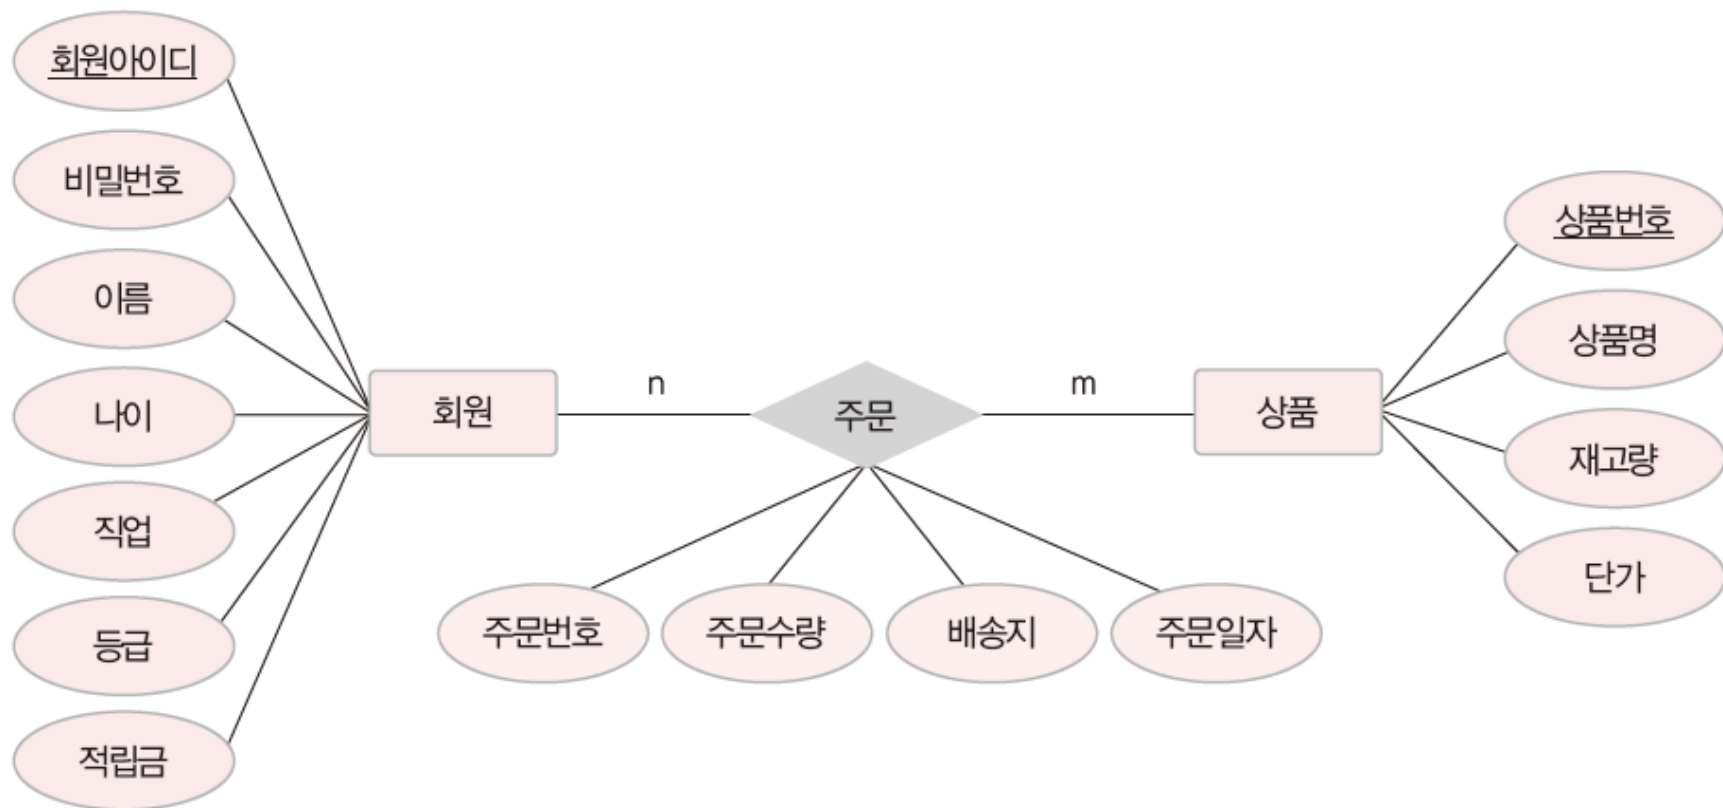 회원아이디
비밀번호
이름
나이
직업
등급
적립금
회원
n
주문
m
상품
주문번호
주문수량
배송지
주문일자
상품번호
상품명
재고량
단가